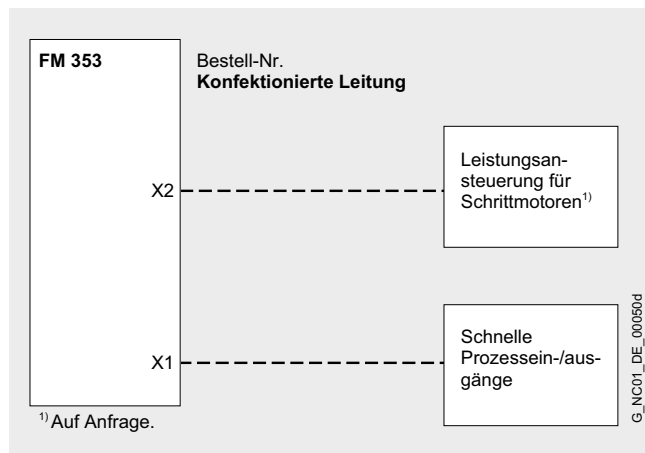 FM 353
Bestell-Nr.
Konfektionierte Leitung
X2
Leistungsan-
steuerung für
Schrittmotoren1)
X1
Schnelle
Prozessein-/aus-
gänge
1) Auf Anfrage.
G_NC01_DE_00050d